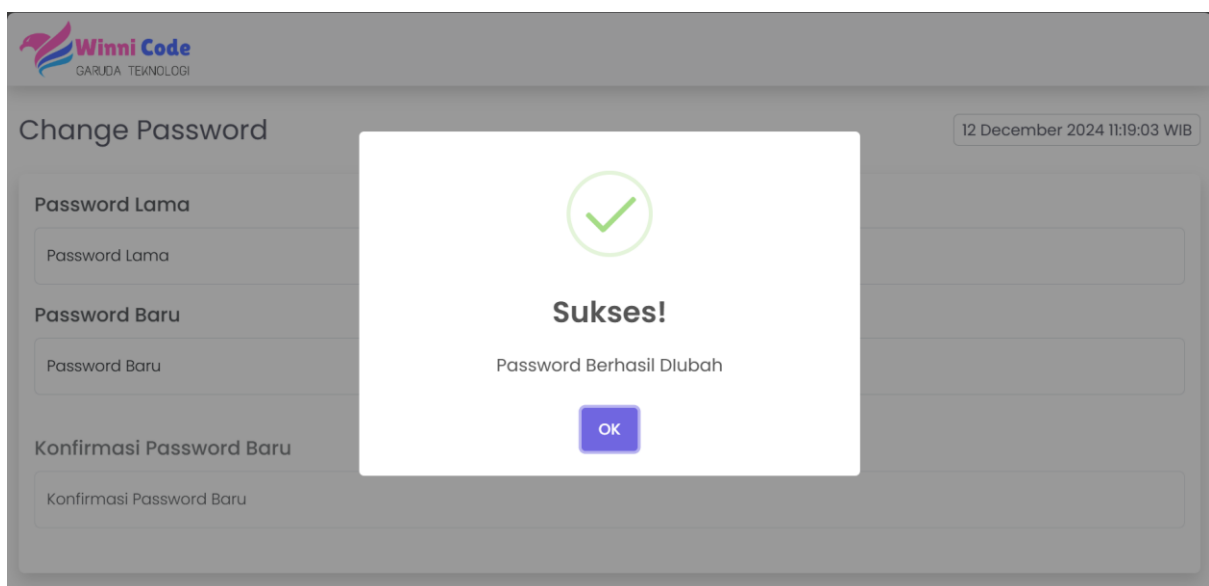 Winni Code
GARUDA TEKNOLOGI
Change Password
12 December 2024 11:19:03 WIB
Password Lama
Password Lama
Password Baru
Password Baru
Konfirmasi Password Baru
Konfirmasi Password Baru
Sukses!
Password Berhasil DIubah
OK